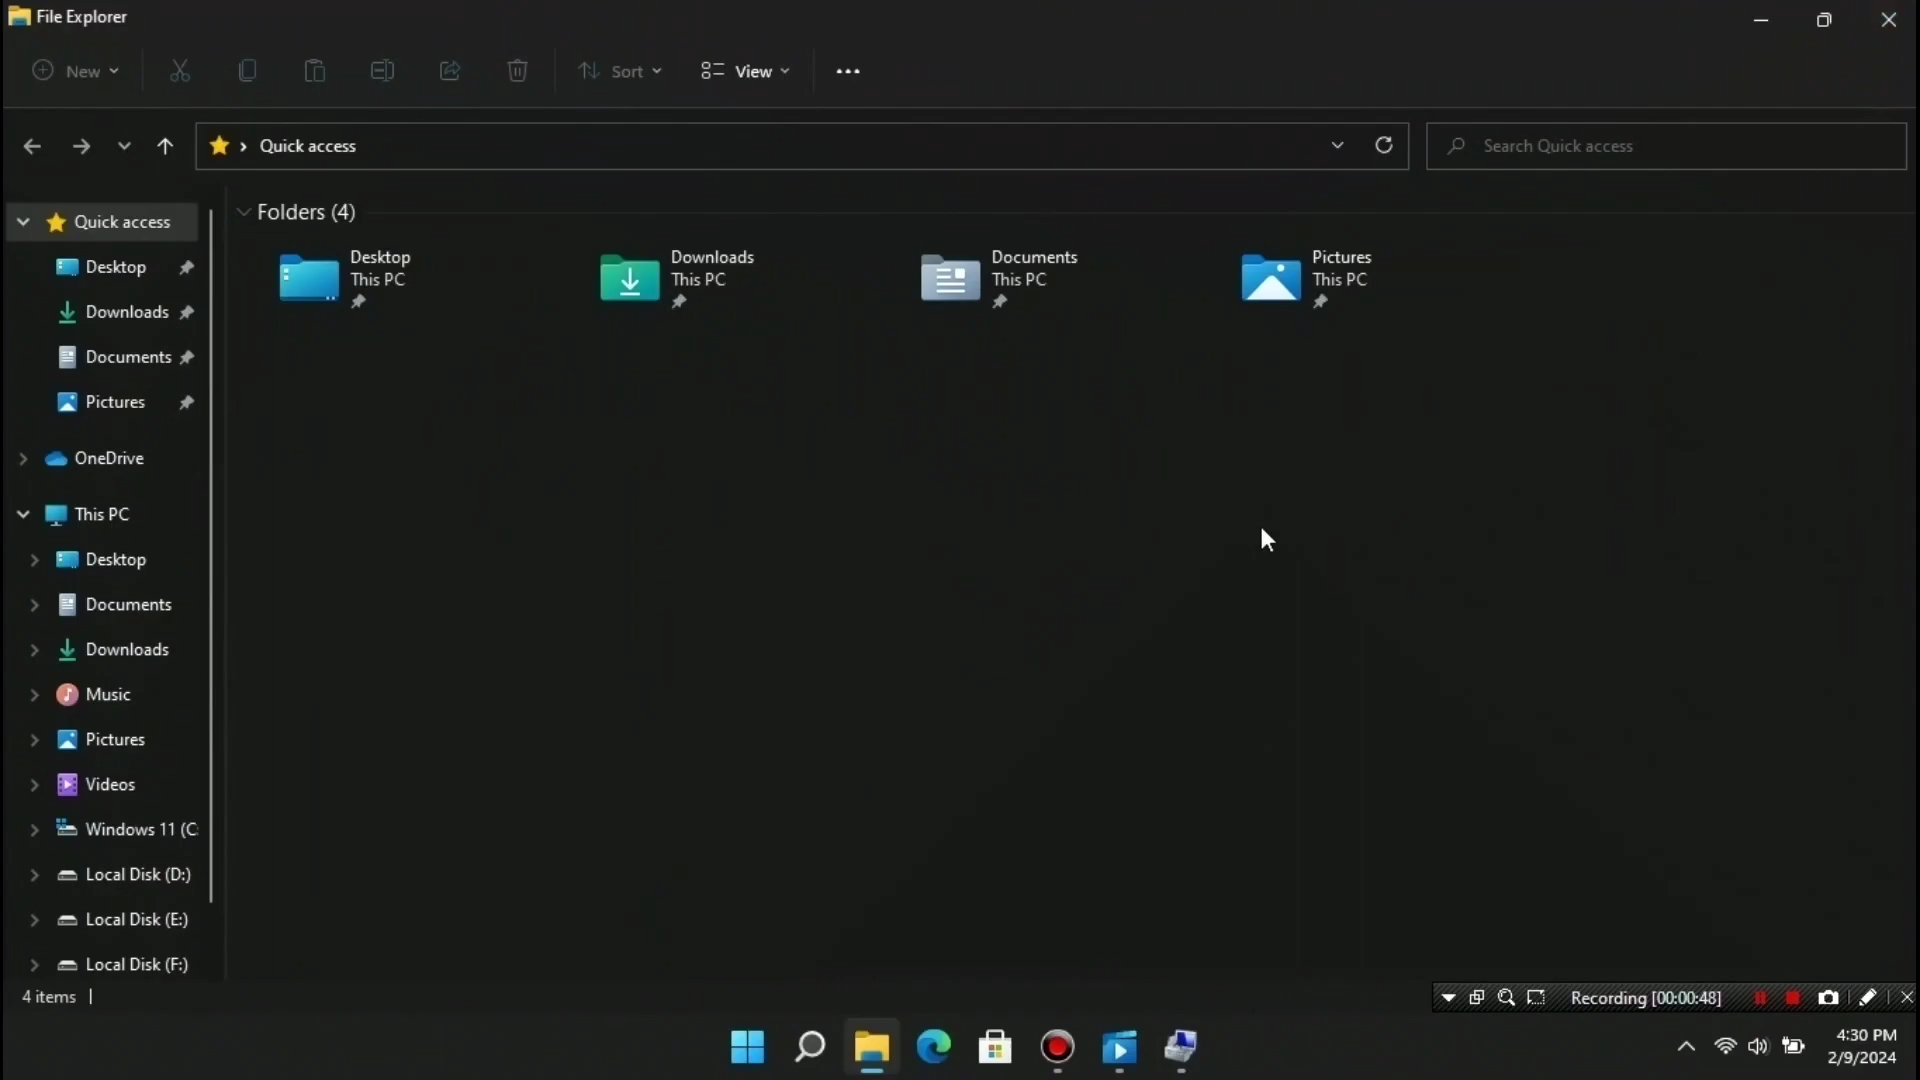 File Explorer
New
Sort
View
Quick access
Search Quick access
Quick access
Desktop
Downloads
Documents
Pictures
OneDrive
This PC
Desktop
Documents
Downloads
Music
Pictures
Videos
Windows 11 (C:
Local Disk (D:)
Local Disk (E:)
Local Disk (F:)
Folders (4)
Desktop
This PC
Downloads
This PC
Documents
This PC
Pictures
This PC
4 items
Recording [00:00:48]
4:30 PM
2/9/2024